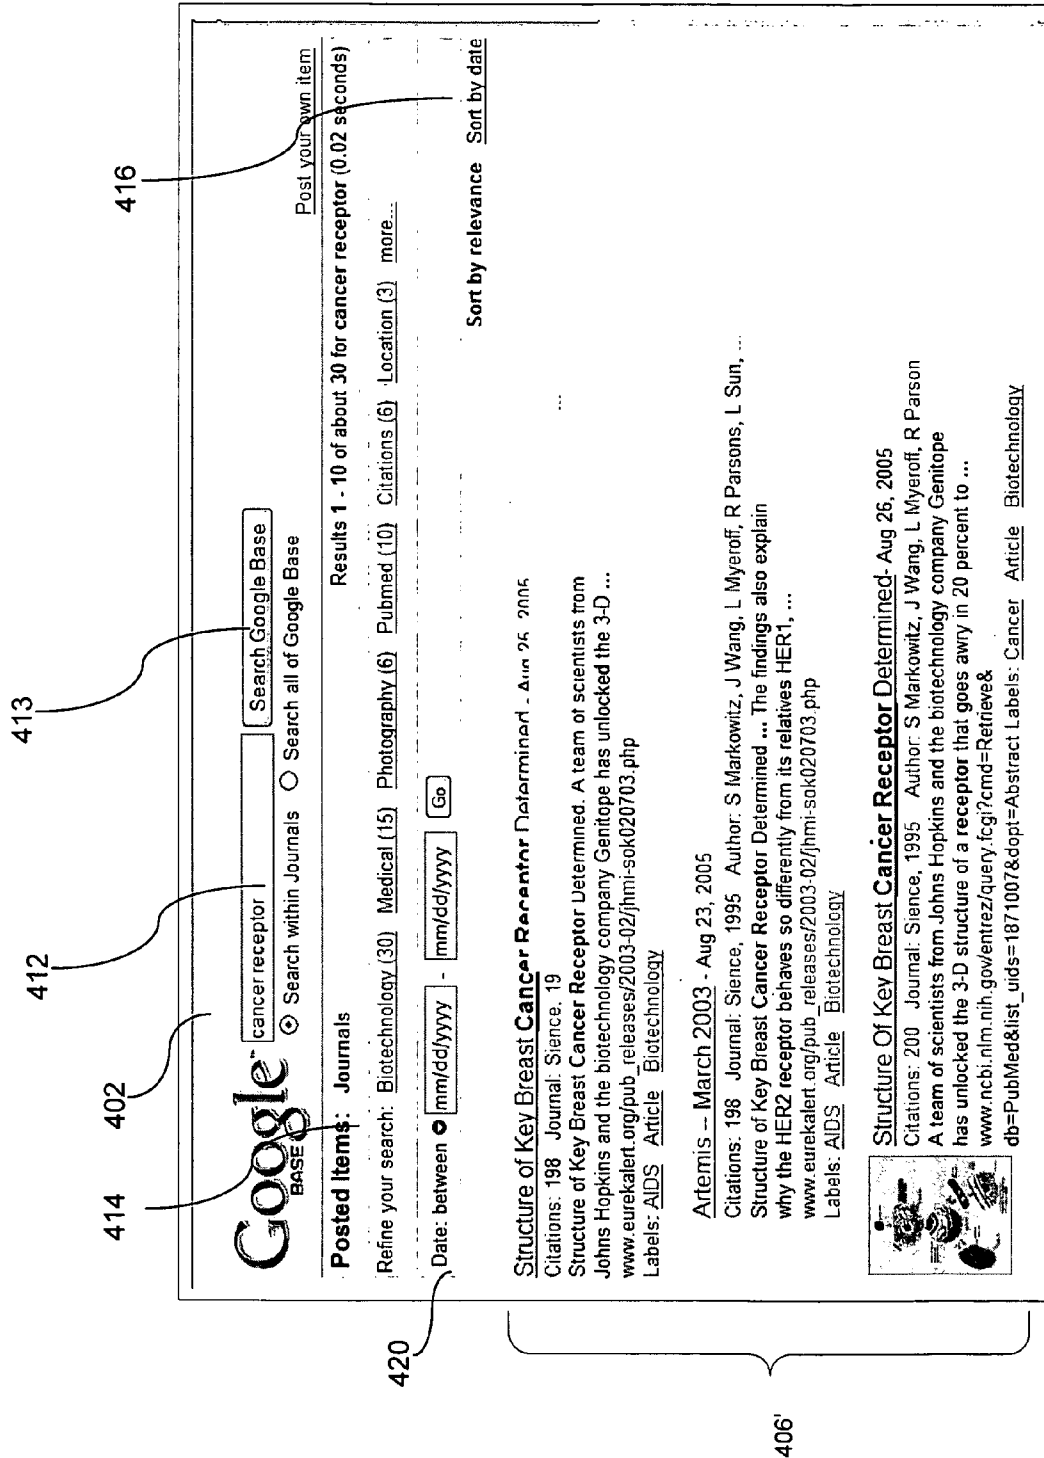 413
412
416
402
414
Google™
BASE
cancer receptor Search Google Base
Search within Journals Search all of Google Base
Post your own item
Posted Items: Journals Results 1 - 10 of about 30 for cancer receptor (0.02 seconds)
Refine your search: Biotechnology (30) Medical (15) Photography (6) Pubmed (10) Citations (6) Location (3) more...
Date: between mm/dd/yyyy - mm/dd/yyyy Go
420
Sort by relevance Sort by date
Structure of Key Breast Cancer Receptor Determined - Aug 26, 2005
Citations: 198 Journal: Sience, 19 ...
Structure of Key Breast Cancer Receptor Determined. A team of scientists from
Johns Hopkins and the biotechnology company Genitope has unlocked the 3-D ...
www.eurekalert.org/pub_releases/2003-02/jhmi-sok020703.php
Labels: AIDS Article Biotechnology
Artemis -- March 2003 - Aug 23, 2005
Citations: 198 Journal: Sience, 1995 Author: S Markowitz, J Wang, L Myeroff, R Parsons, L Sun, ...
Structure of Key Breast Cancer Receptor Determined ... The findings also explain
why the HER2 receptor behaves so differently from its relatives HER1, ...
www.eurekalert.org/pub_releases/2003-02/jhmi-sok020703.php
Labels: AIDS Article Biotechnology
Structure Of Key Breast Cancer Receptor Determined- Aug 26, 2005
Citations: 200 Journal: Sience, 1995 Author: S Markowitz, J Wang, L Myeroff, R Parson
A team of scientists from Johns Hopkins and the biotechnology company Genitope
has unlocked the 3-D structure of a receptor that goes awry in 20 percent to ...
www.ncbi.nlm.nih.gov/entrez/query.fcgi?cmd=Retrieve&
db=PubMed&list_uids=1871007&dopt=Abstract Labels: Cancer Article Biotechnology
406'